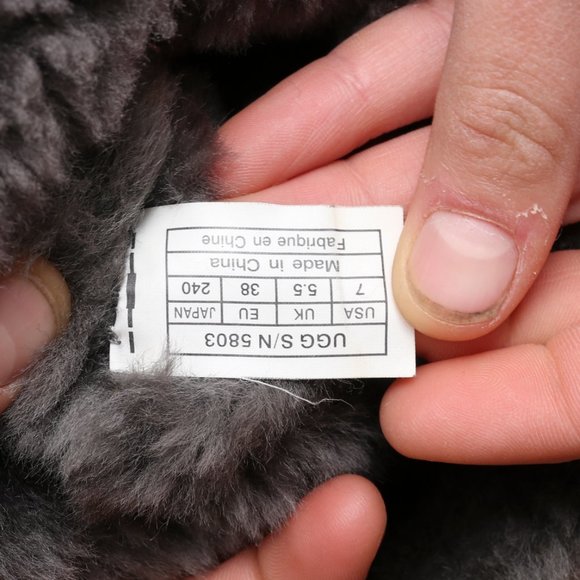 UGG S/N 5803
USA UK EU JAPAN
7 5.5 38 240
Made in China
Fabrique en Chine